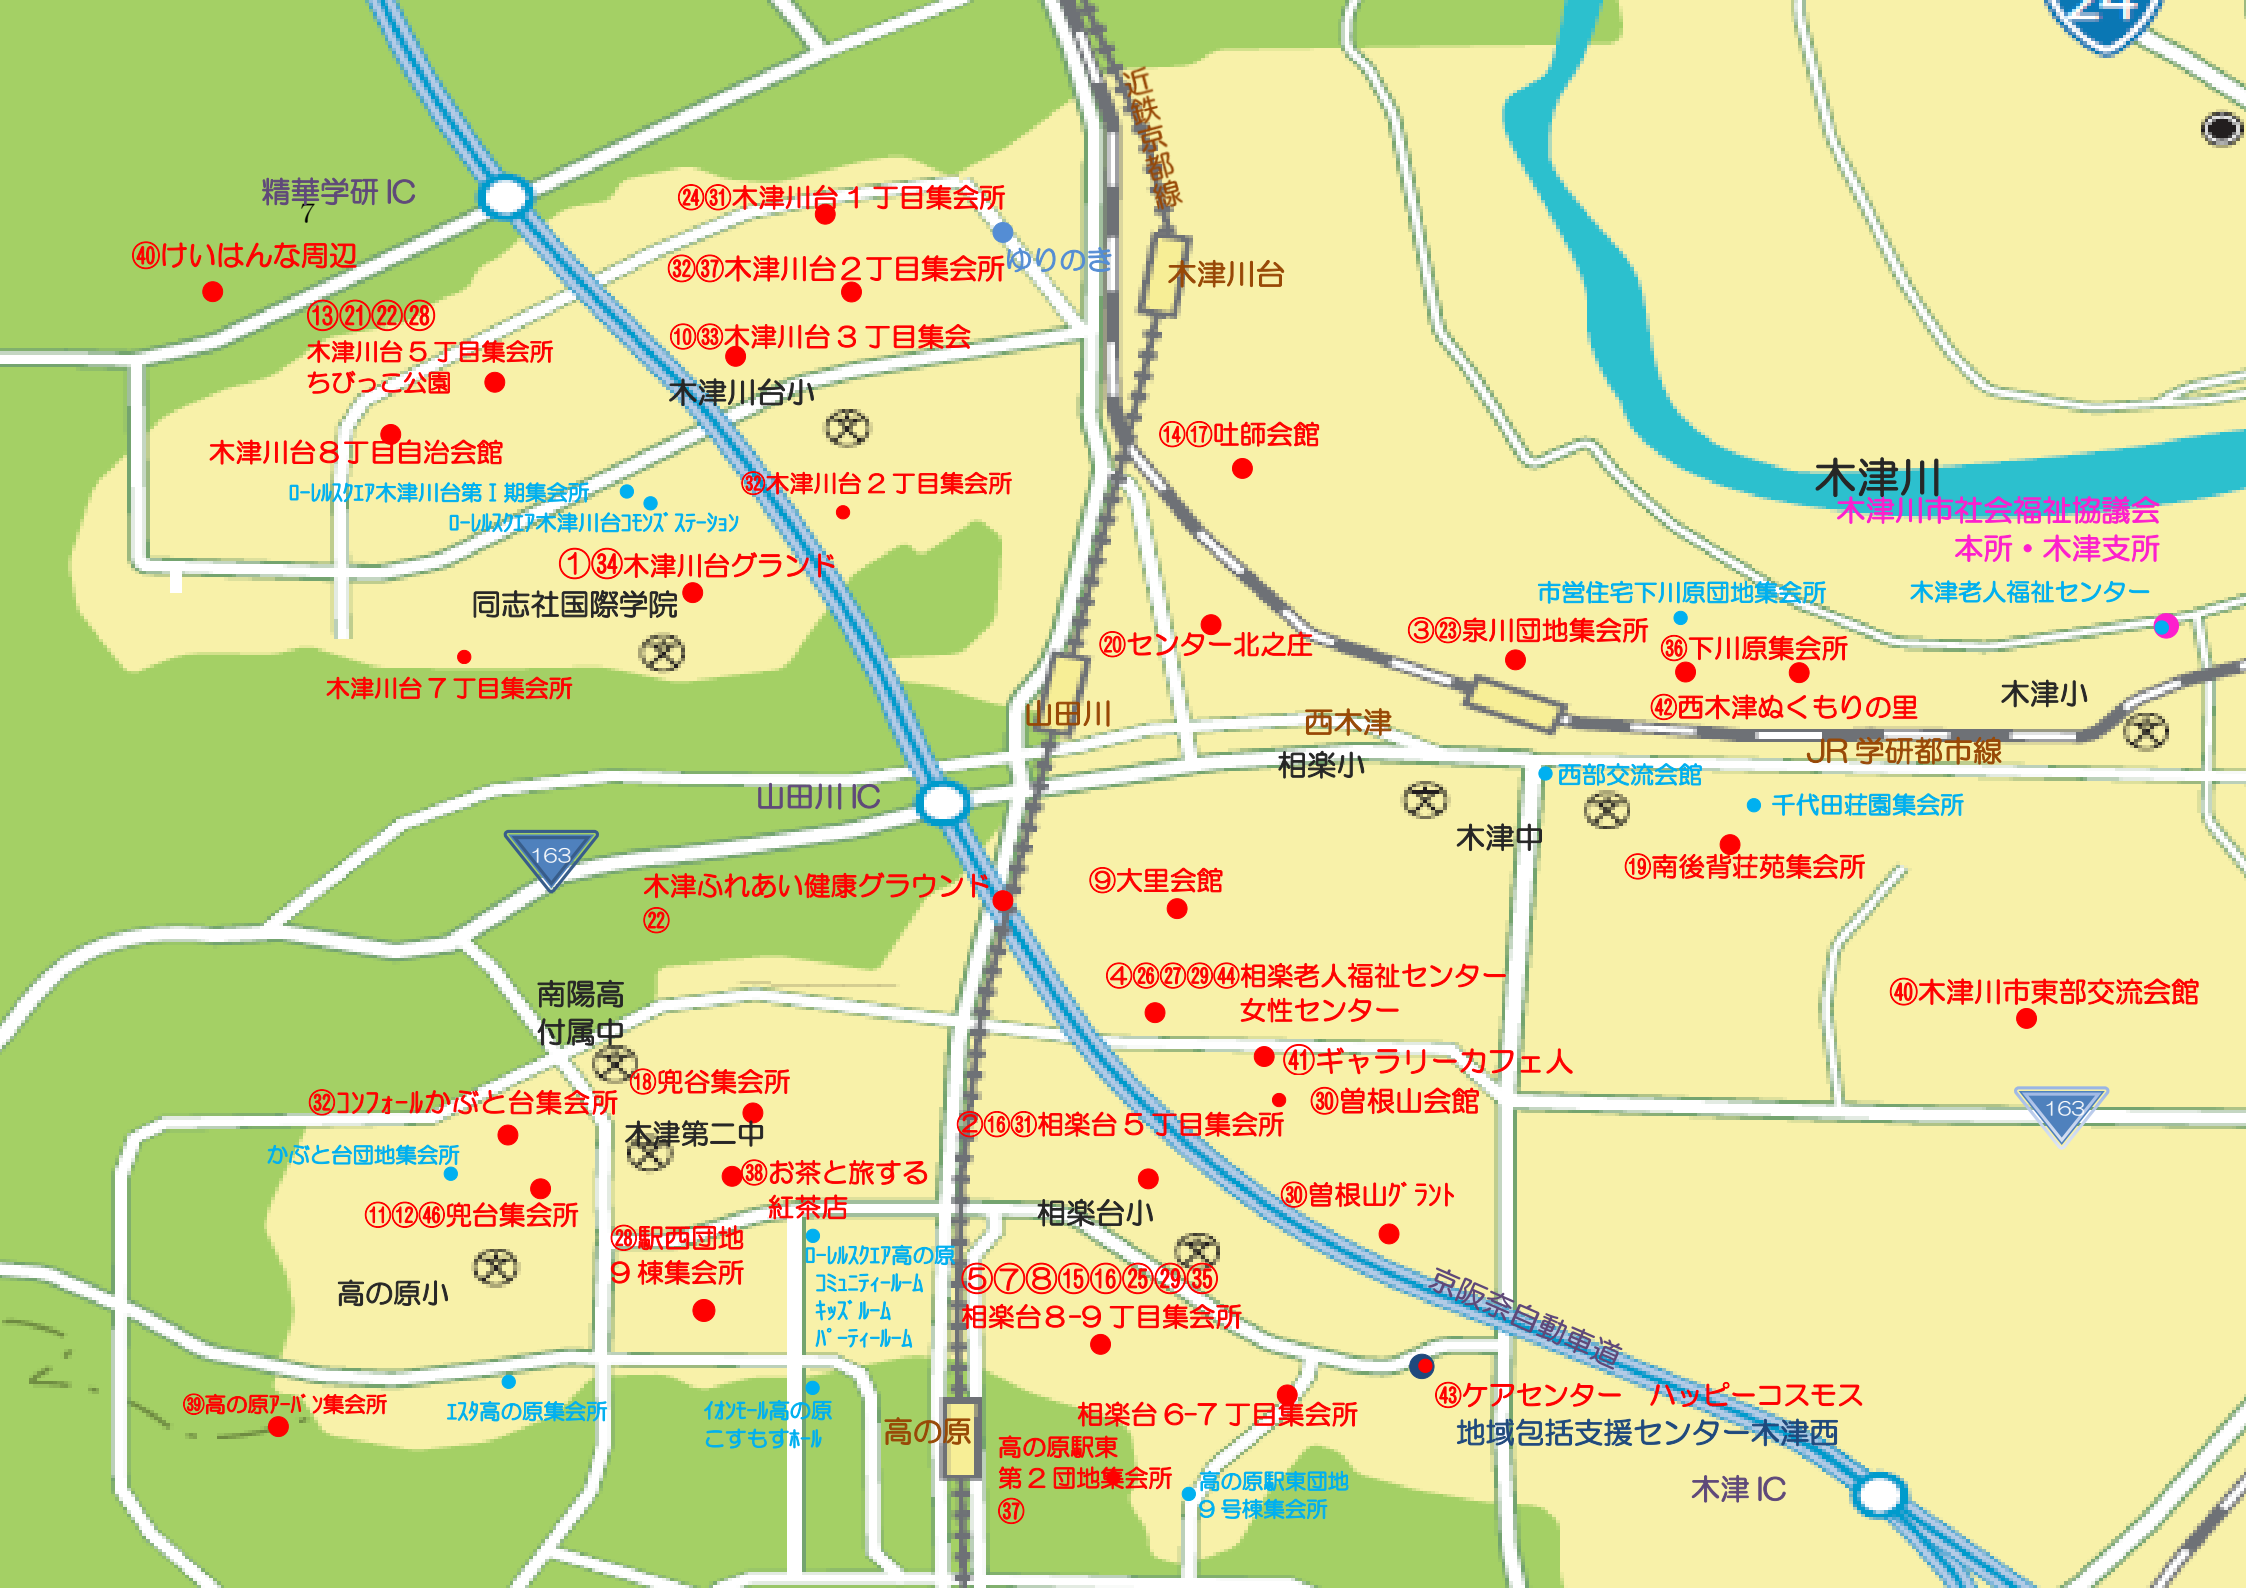 24
近鉄京都線
精華学研 IC
7
㉔㉛木津川台 1 丁目集会所
㊵けいはんな周辺
ゆりのき
㉜㊲木津川台2丁目集会所
木津川台
⑬㉑㉒㉘
木津川台 5 丁目集会所
ちびっこ公園
⑩㉝木津川台 3 丁目集会
木津川台小
木津川台8丁目自治会館
⑭⑰吐師会館
ﾛｰﾚﾙｽｸｴｱ木津川台第Ⅰ期集会所
㉜木津川台 2 丁目集会所
木津川
ﾛｰﾚﾙｽｸｴｱ木津川台ｺﾓﾝｽﾞｽﾃｰｼｮﾝ
木津川市社会福祉協議会
本所・木津支所
①㉞木津川台グランド
同志社国際学院
市営住宅下川原団地集会所
木津老人福祉センター
⑳センター北之庄
③㉓泉川団地集会所
㊱下川原集会所
木津川台 7 丁目集会所
木津小
㊷西木津ぬくもりの里
山田川
西木津
JR 学研都市線
相楽小
西部交流会館
山田川 IC
千代田荘園集会所
木津中
163
⑲南後背荘苑集会所
木津ふれあい健康グラウンド
㉒
⑨大里会館
④㉖㉗㉙㊹相楽老人福祉センター
女性センター
南陽高
付属中
㊵木津川市東部交流会館
㊶ギャラリーカフェ人
⑱兜谷集会所
㉜ｺﾝﾌｫｰﾙかぶと台集会所
㉚曽根山会館
163
②⑯㉛相楽台 5 丁目集会所
木津第二中
かぶと台団地集会所
㊳お茶と旅する
紅茶店
⑪⑫㊻兜台集会所
相楽台小
㉚曽根山ｸﾞﾗﾝﾄ
㉘駅西団地
9 棟集会所
ﾛｰﾚﾙｽｸｴｱ高の原
ｺﾐｭﾆﾃｨｰﾙｰﾑ
ｷｯｽﾞﾙｰﾑ
ﾊﾟｰﾃｨｰﾙｰﾑ
高の原小
⑤⑦⑧⑮⑯㉕㉙㉟
相楽台8-9 丁目集会所
京阪奈自動車道
㊴高の原ｱｰﾊﾞﾝ集会所
ｴｽﾀ高の原集会所
ｲｵﾝﾓｰﾙ高の原
こすもすﾎｰﾙ
高の原
相楽台 6-7 丁目集会所
㊸ケアセンター　ハッピーコスモス
地域包括支援センター木津西
高の原駅東
第 2 団地集会所
㊲
高の原駅東団地
9 号棟集会所
木津 IC